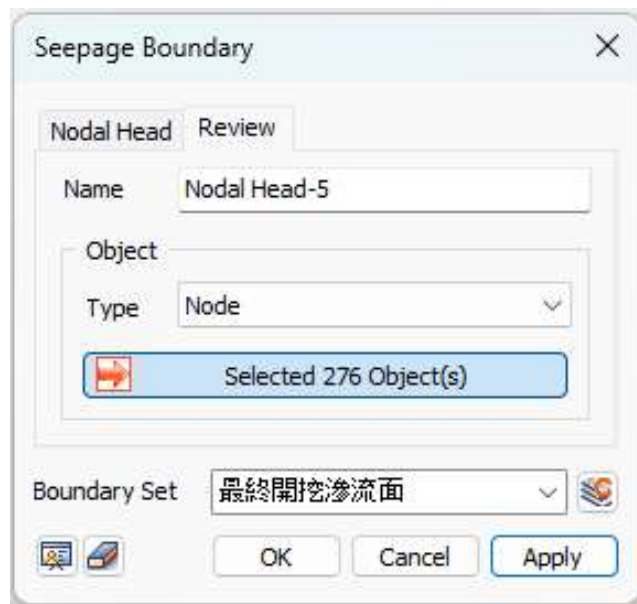 Seepage Boundary
Nodal Head Review
Name Nodal Head-5
Object
Type Node
Selected 276 Object(s)
Boundary Set 最終開挖滲流面
OK Cancel Apply